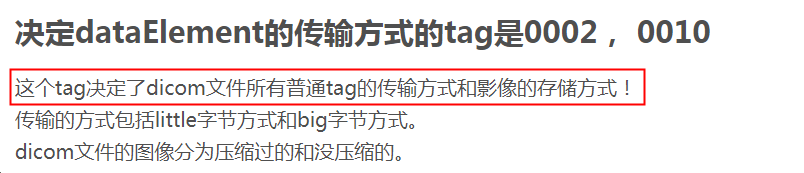 决定dataElement的传输方式的tag是0002 ，0010
这个tag决定了dicom文件所有普通tag的传输方式和影像的存储方式！
传输的方式包括little字节方式和big字节方式。
dicom文件的图像分为压缩过的和没压缩的。